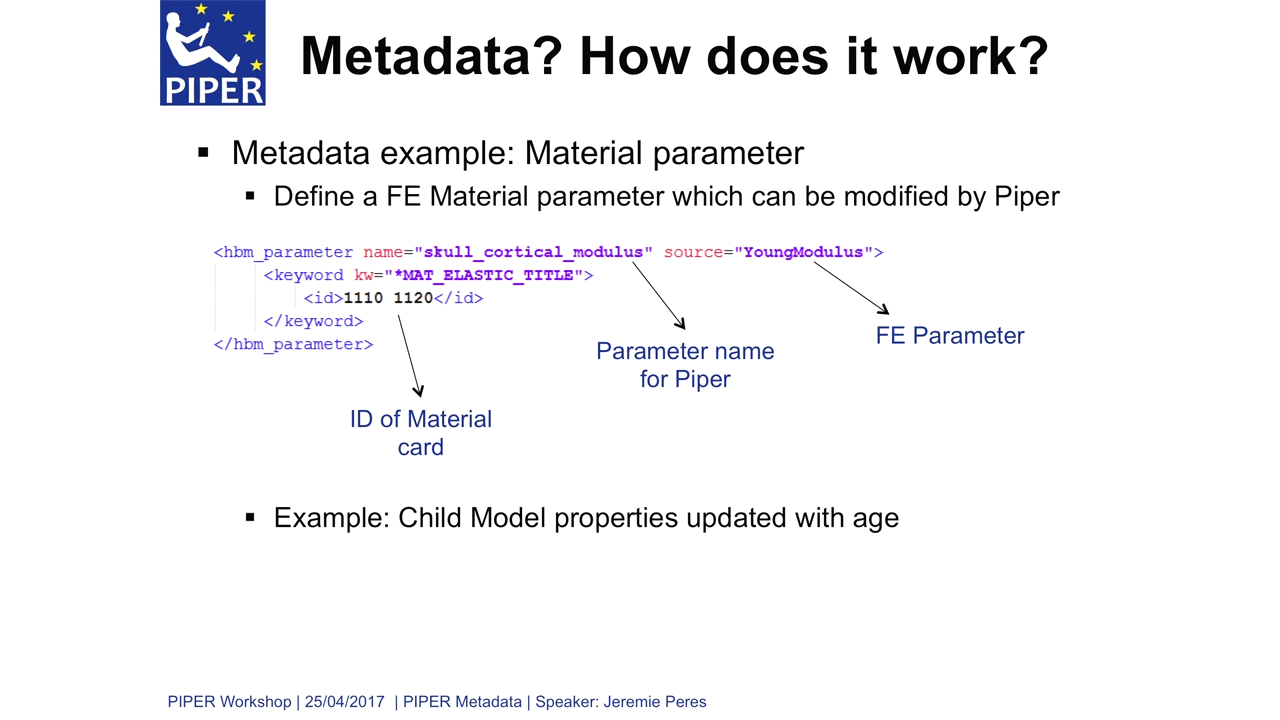 PIPER
Metadata? How does it work?
▪ Metadata example: Material parameter
▪ Define a FE Material parameter which can be modified by Piper
<hbm_parameter name="skull_cortical_modulus" source="YoungModulus">
<keyword kw="*MAT_ELASTIC_TITLE">
<id>1110 1120</id>
</keyword>
</hbm_parameter>
FE Parameter
Parameter name
for Piper
ID of Material
card
▪ Example: Child Model properties updated with age
PIPER Workshop | 25/04/2017 | PIPER Metadata | Speaker: Jeremie Peres